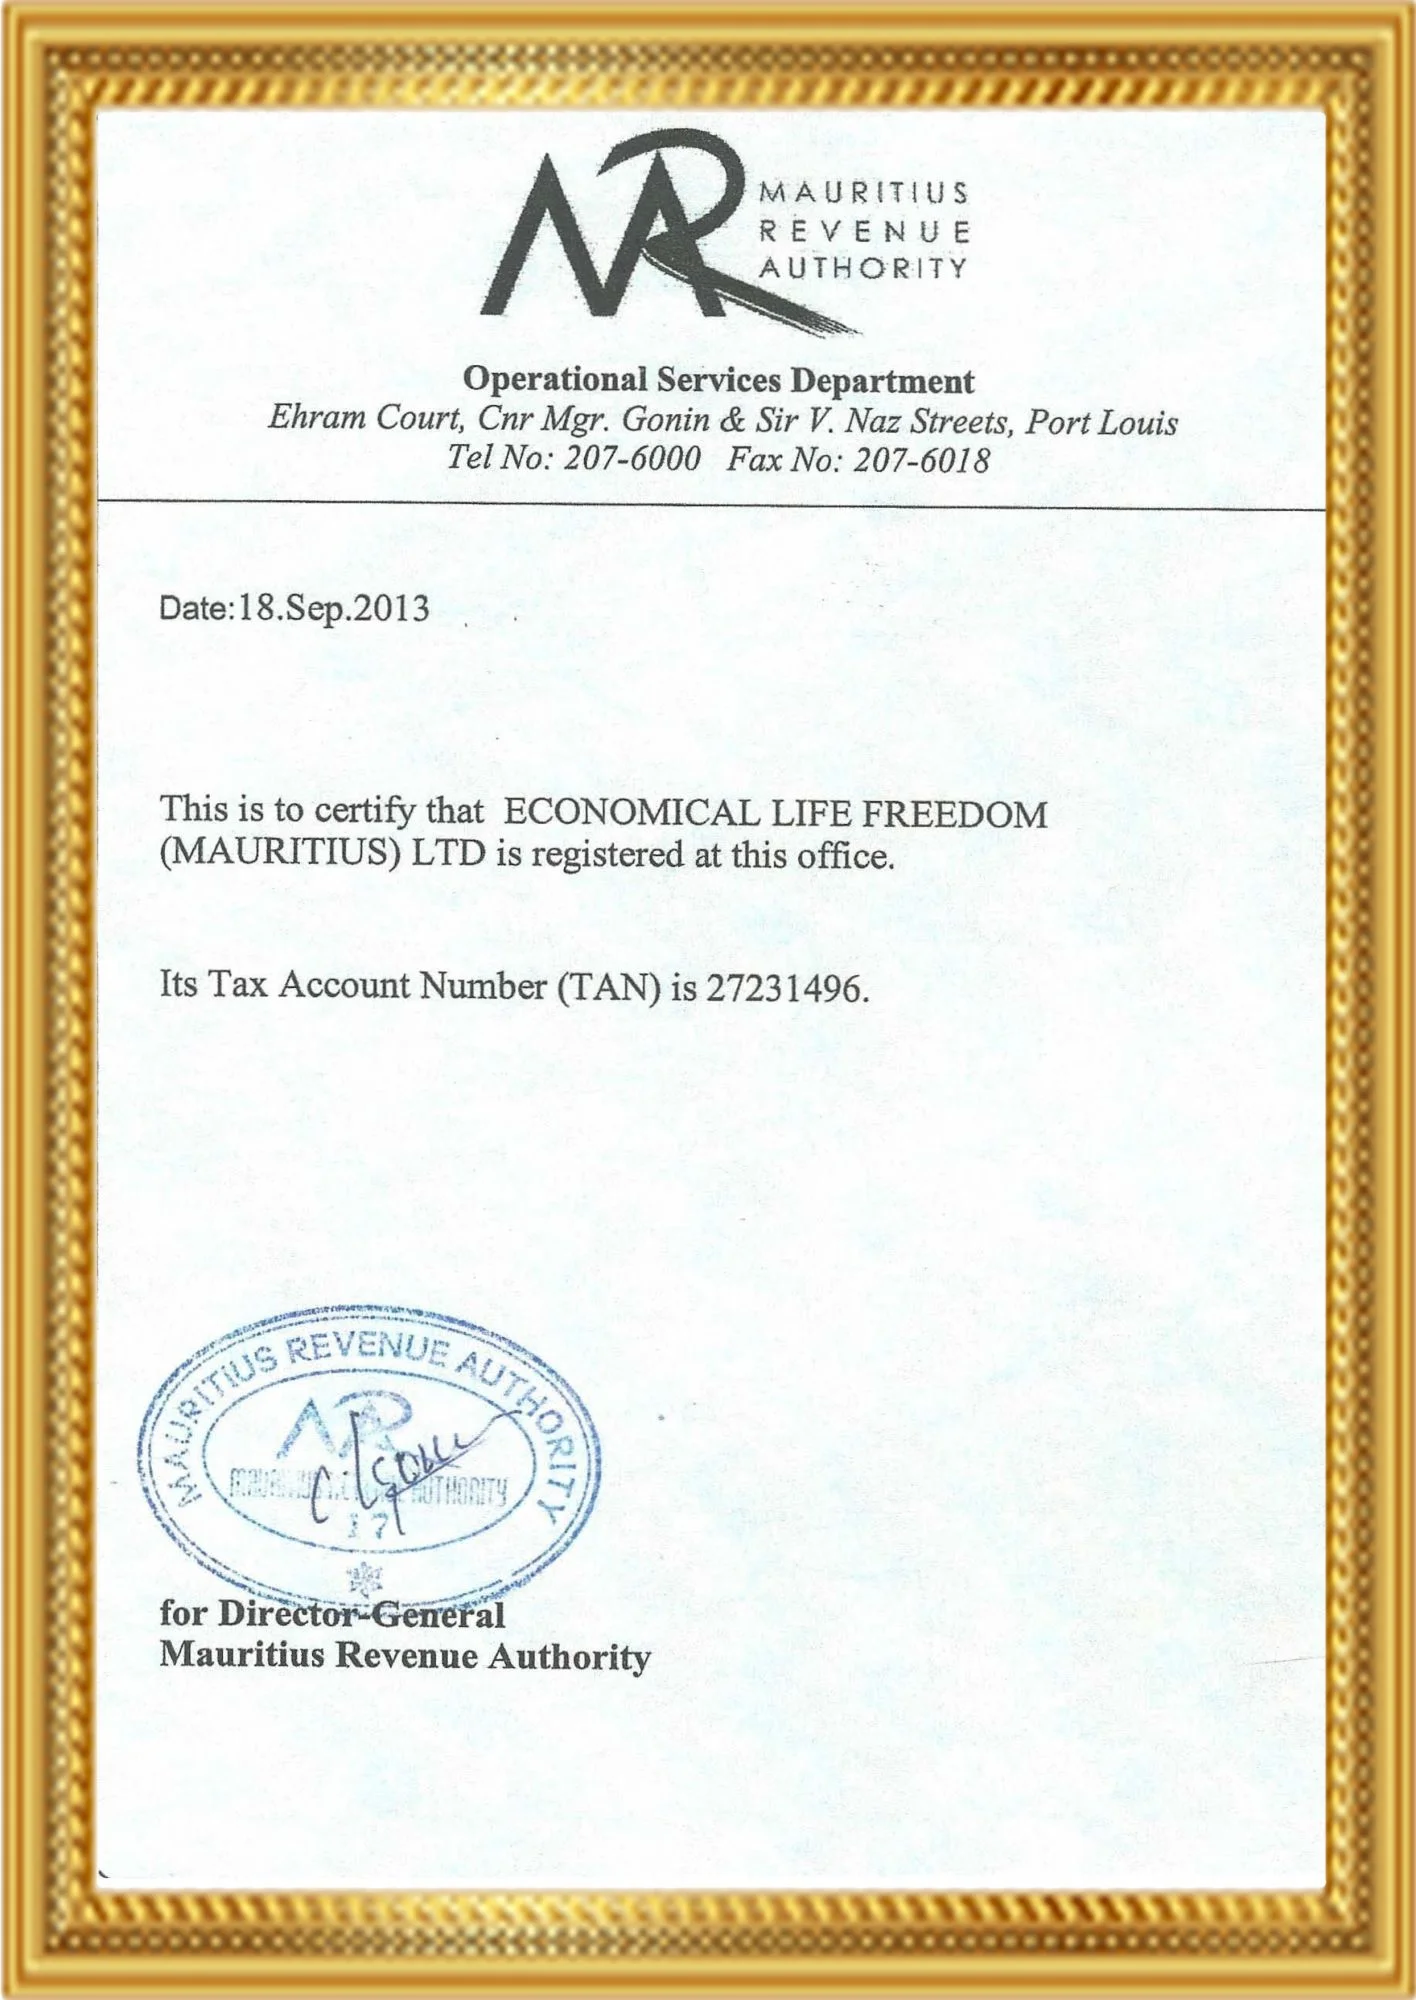 MAURITIUS
REVENUE
AUTHORITY
Operational Services Department
Ehram Court, Cnr Mgr. Gonin & Sir V. Naz Streets, Port Louis
Tel No: 207-6000 Fax No: 207-6018
Date:18.Sep.2013
This is to certify that ECONOMICAL LIFE FREEDOM
(MAURITIUS) LTD is registered at this office.
Its Tax Account Number (TAN) is 27231496.
MAURITIUS REVENUE AUTHORITY
AUTHORITY
17
for Director-General
Mauritius Revenue Authority